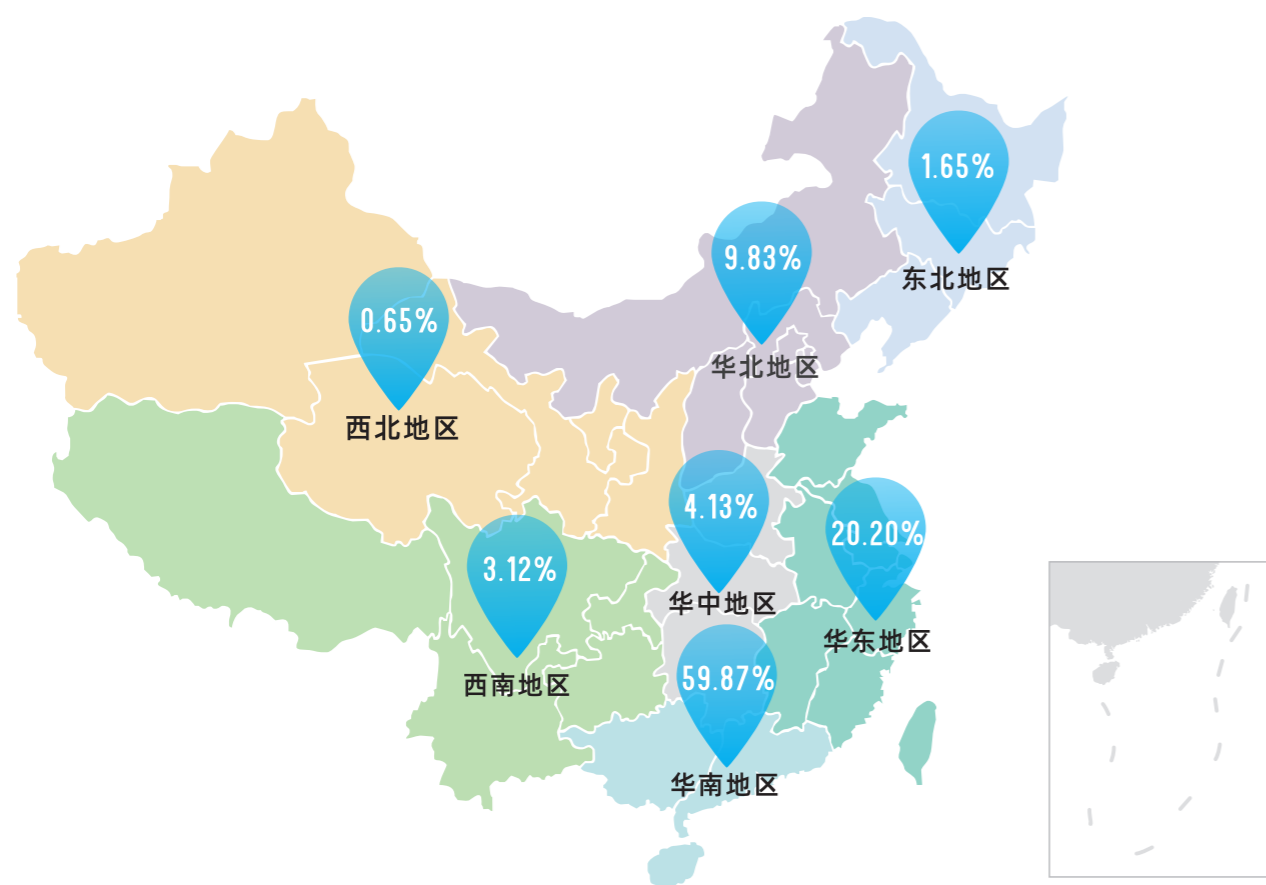 1.65%
东北地区
9.83%
华北地区
0.65%
西北地区
4.13%
华中地区
20.20%
华东地区
3.12%
西南地区
59.87%
华南地区